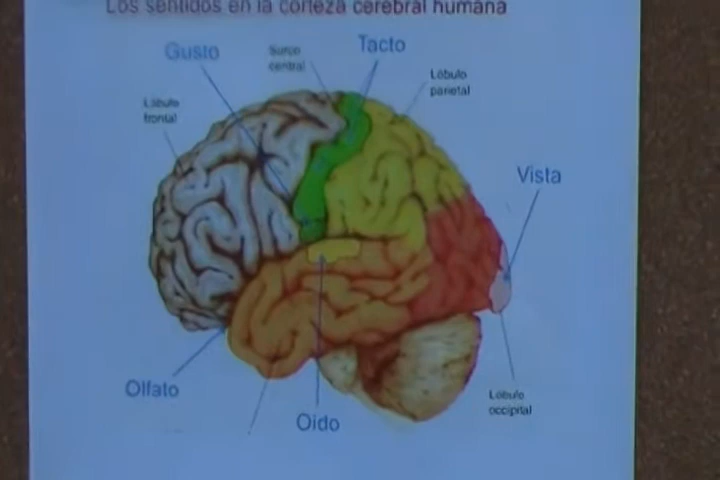 Los sentidos en la corteza cerebral humana
Gusto
Surco
central
Tacto
Lóbulo
parietal
Lóbulo
frontal
Vista
Olfato
Oido
Lóbulo
occipital